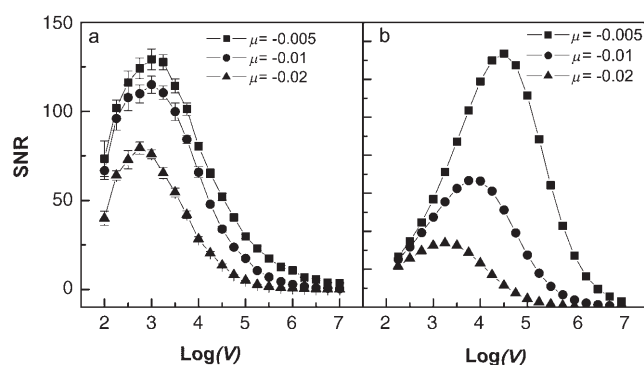 150
100
50
0
SNR
a
μ= -0.005
μ= -0.01
μ= -0.02
2 3 4 5 6 7
Log(V)
b
μ = -0.005
μ = -0.01
μ = -0.02
2 3 4 5 6 7
Log(V)